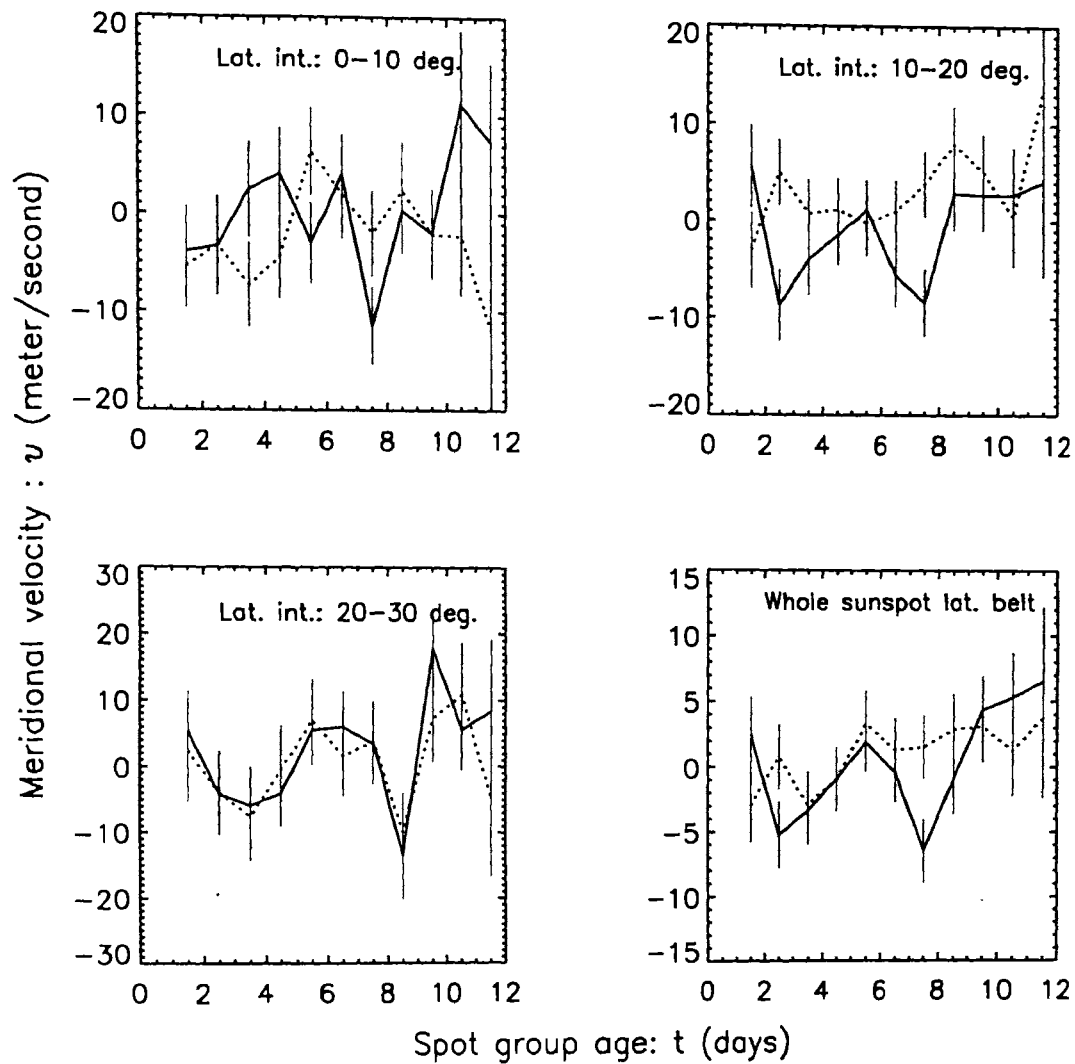 Meridional velocity : v (meter/second)
Lat. int.: 0–10 deg.
20
10
0
−10
−20
0 2 4 6 8 10 12
Lat. int.: 10–20 deg.
20
10
0
−10
−20
0 2 4 6 8 10 12
Lat. int.: 20–30 deg.
30
20
10
0
−10
−20
−30
0 2 4 6 8 10 12
Whole sunspot lat. belt
15
10
5
0
−5
−10
−15
0 2 4 6 8 10 12
Spot group age: t (days)